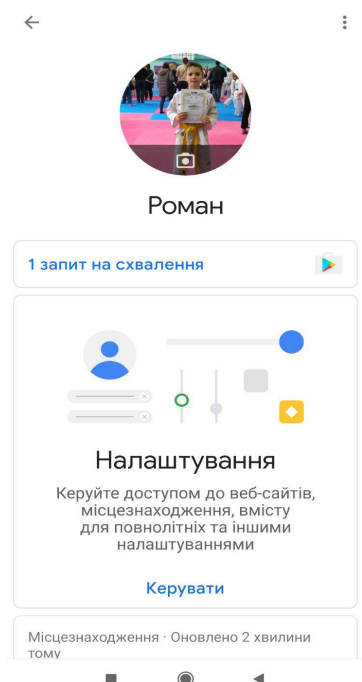 Роман
1 запит на схвалення
Налаштування
Керуйте доступом до веб-сайтів,
місцезнаходження, вмісту
для повнолітніх та іншими
налаштуваннями
Керувати
Місцезнаходження · Оновлено 2 хвилини
тому